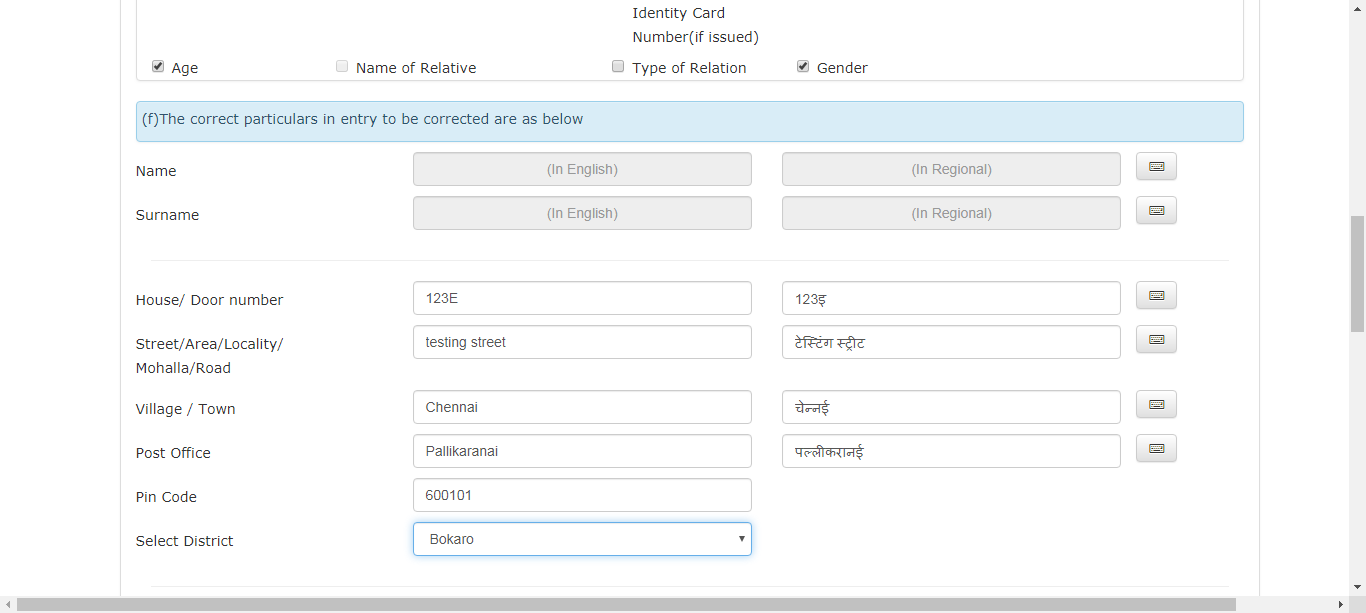 Identity Card
Number(if issued)
Age Name of Relative Type of Relation Gender
(f)The correct particulars in entry to be corrected are as below
Name (In English) (In Regional)
Surname (In English) (In Regional)
House/ Door number 123E 123इ
Street/Area/Locality/ testing street टेस्टिंग स्ट्रीट
Mohalla/Road
Village / Town Chennai चेन्नई
Post Office Pallikaranai पल्लीकरानई
Pin Code 600101
Select District Bokaro